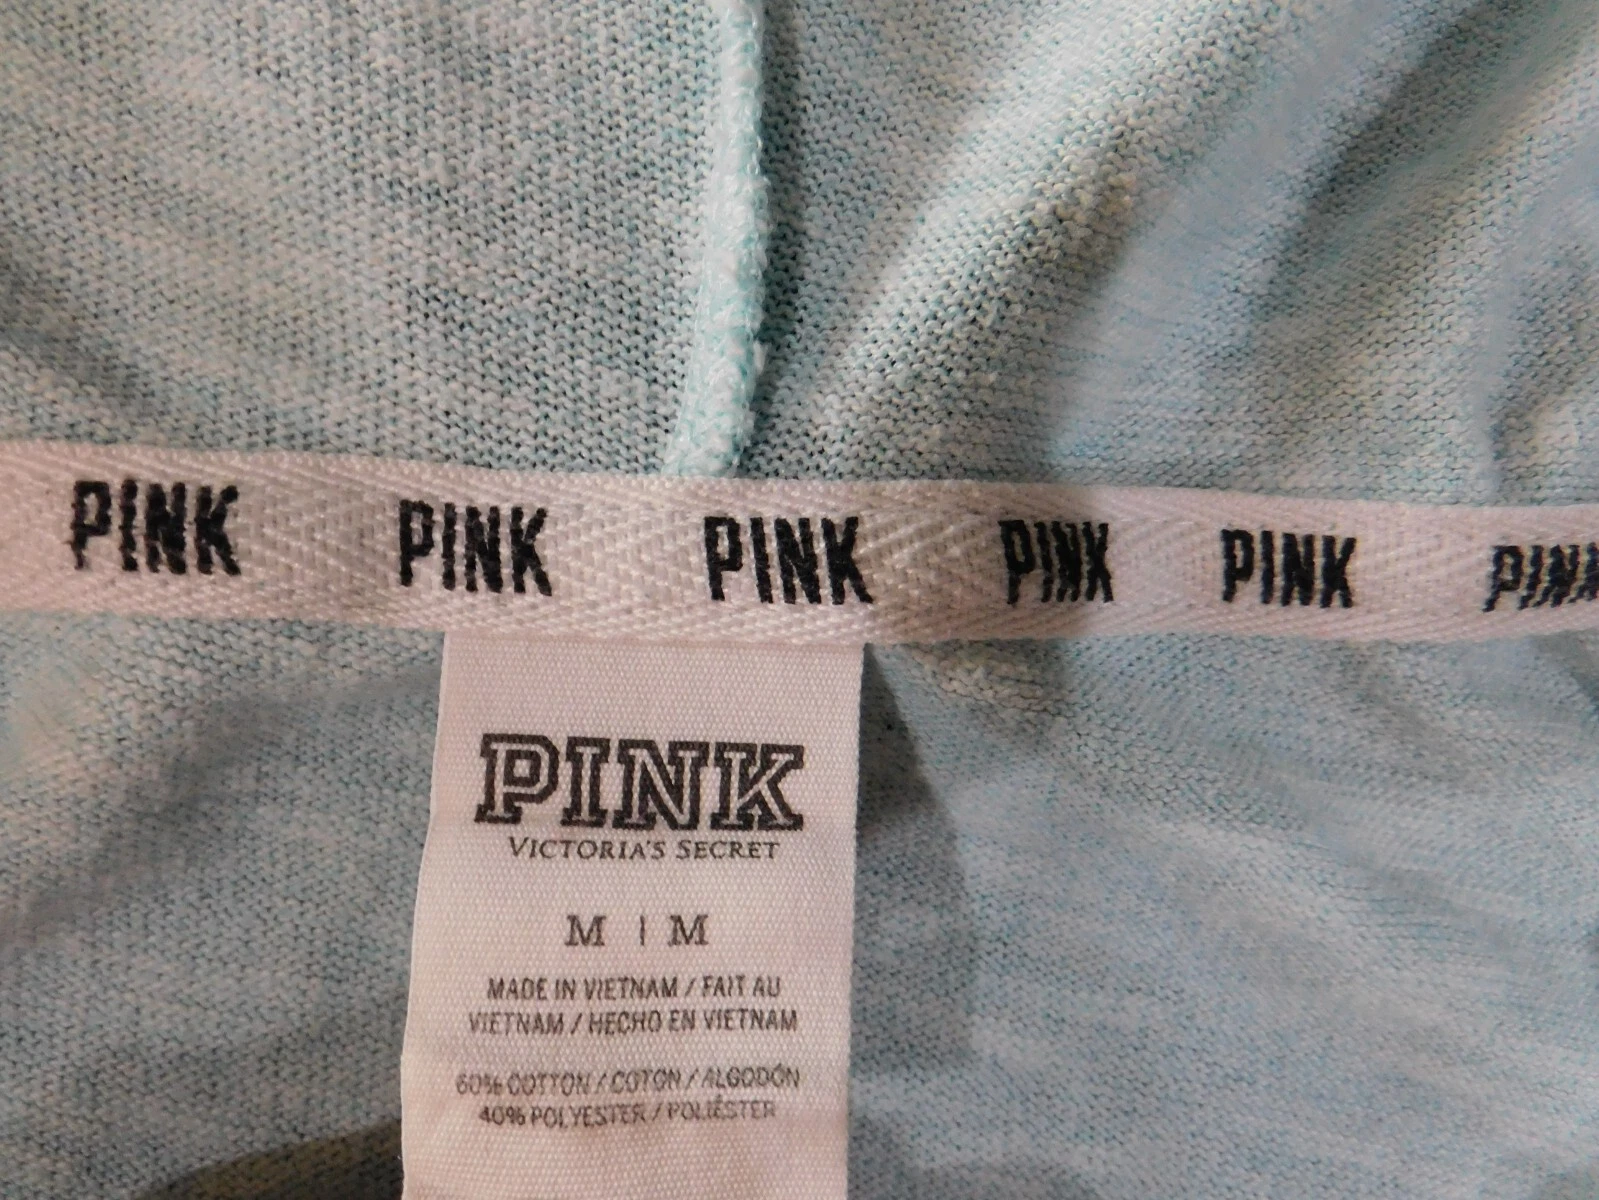 PINK PINK PINK PINK PINK PINK
PINK
VICTORIA'S SECRET
M | M
MADE IN VIETNAM / FAIT AU
VIETNAM / HECHO EN VIETNAM
60% COTTON / COTON / ALGODÓN
40% POLYESTER / POLIÉSTER